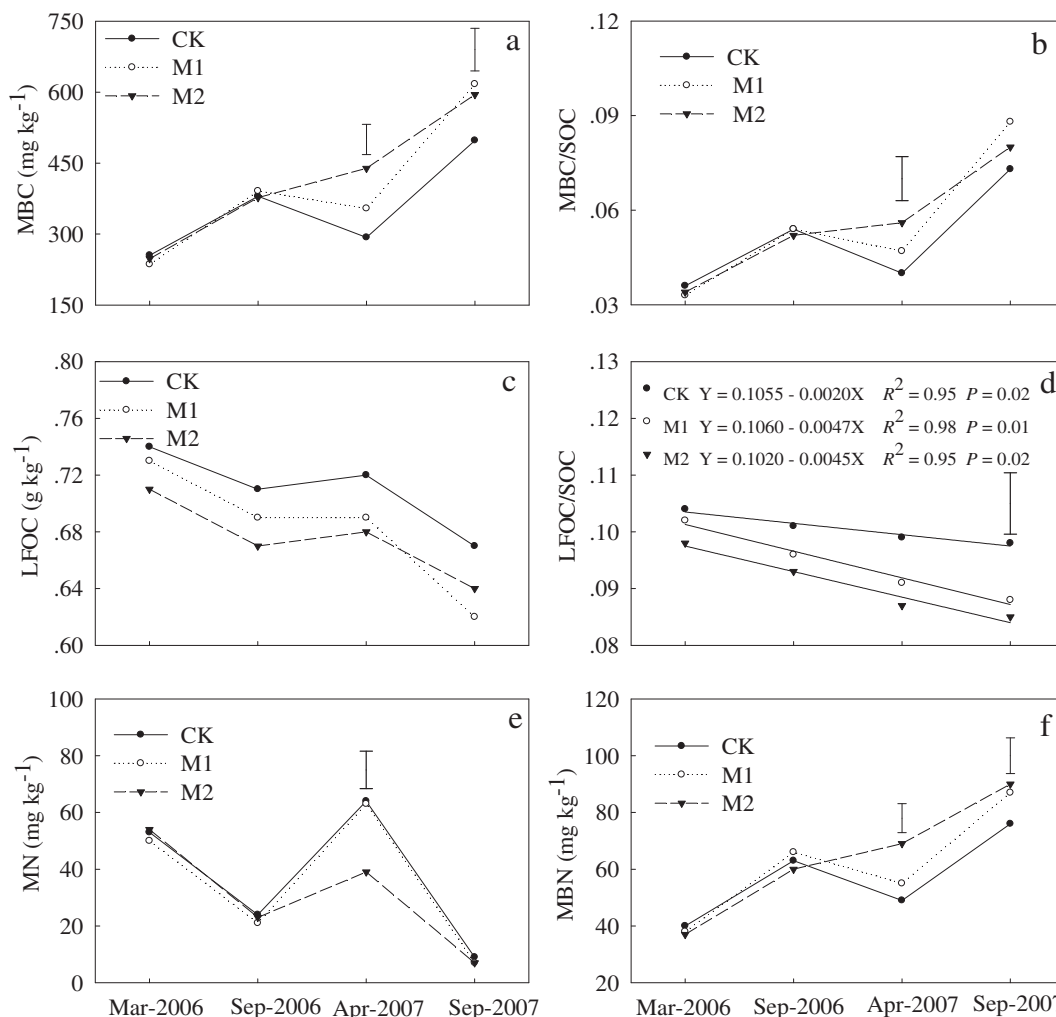 a
MBC (mg kg⁻¹)
750
600
450
300
150
CK
M1
M2
b
MBC/SOC
.12
.09
.06
.03
CK
M1
M2
c
LFOC (g kg⁻¹)
.80
.76
.72
.68
.64
.60
CK
M1
M2
d
LFOC/SOC
.13
.12
.11
.10
.09
.08
CK Y = 0.1055 - 0.0020X R² = 0.95 P = 0.02
M1 Y = 0.1060 - 0.0047X R² = 0.98 P = 0.01
M2 Y = 0.1020 - 0.0045X R² = 0.95 P = 0.02
e
MN (mg kg⁻¹)
100
80
60
40
20
0
CK
M1
M2
Mar-2006 Sep-2006 Apr-2007 Sep-2007
f
MBN (mg kg⁻¹)
120
100
80
60
40
20
CK
M1
M2
Mar-2006 Sep-2006 Apr-2007 Sep-2007